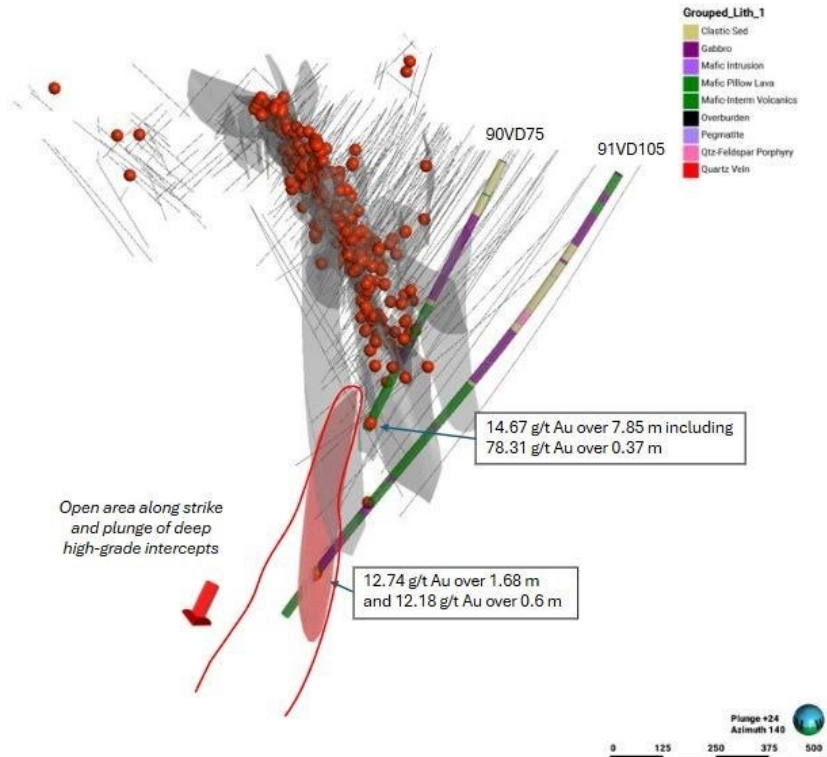 Grouped_Lith_1
Clastic Sed
Gabbro
Mafic Intrusion
Mafic Pillow Lava
Mafic-Interm Volcanics
Overburden
Pegmatite
Qtz-Feldspar Porphyry
Quartz Vein
90VD75
91VD105
14.67 g/t Au over 7.85 m including
78.31 g/t Au over 0.37 m
Open area along strike
and plunge of deep
high-grade intercepts
12.74 g/t Au over 1.68 m
and 12.18 g/t Au over 0.6 m
Plunge +24
Azimuth 140
0 125 250 375 500